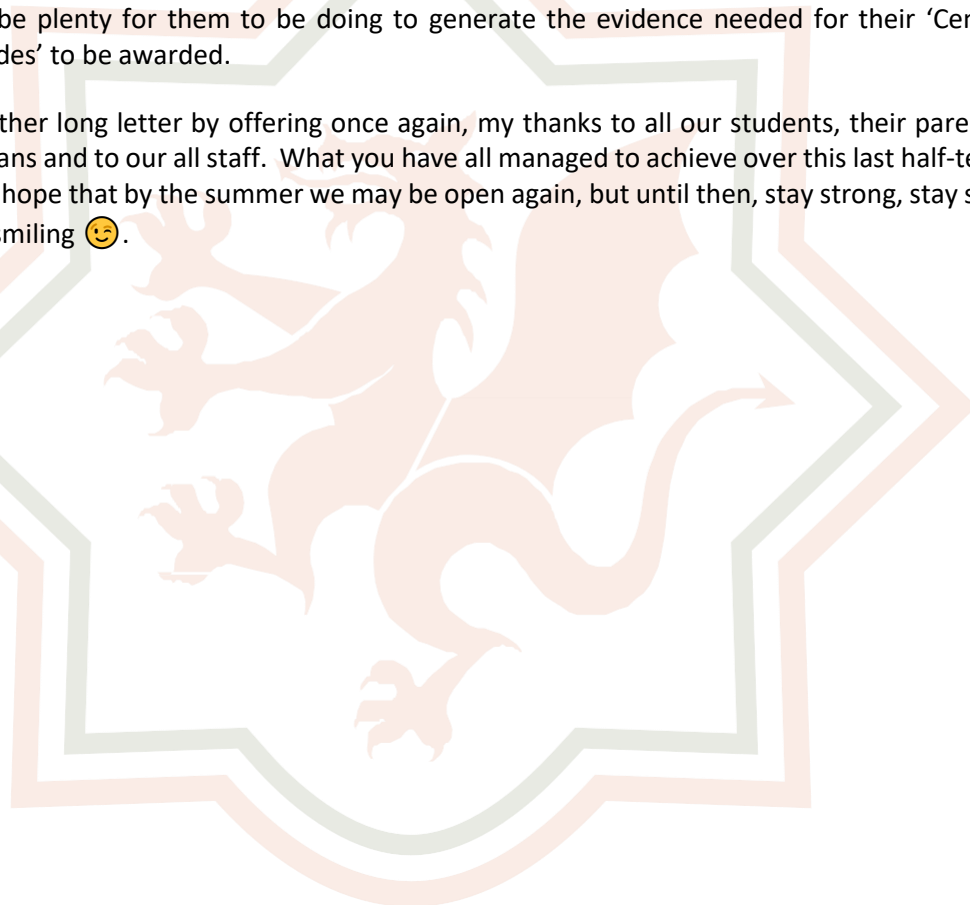 be plenty for them to be doing to generate the evidence needed for their ‘Cen
des’ to be awarded.
ther long letter by offering once again, my thanks to all our students, their pare
ans and to our all staff. What you have all managed to achieve over this last half-te
hope that by the summer we may be open again, but until then, stay strong, stay s
smiling 😉.